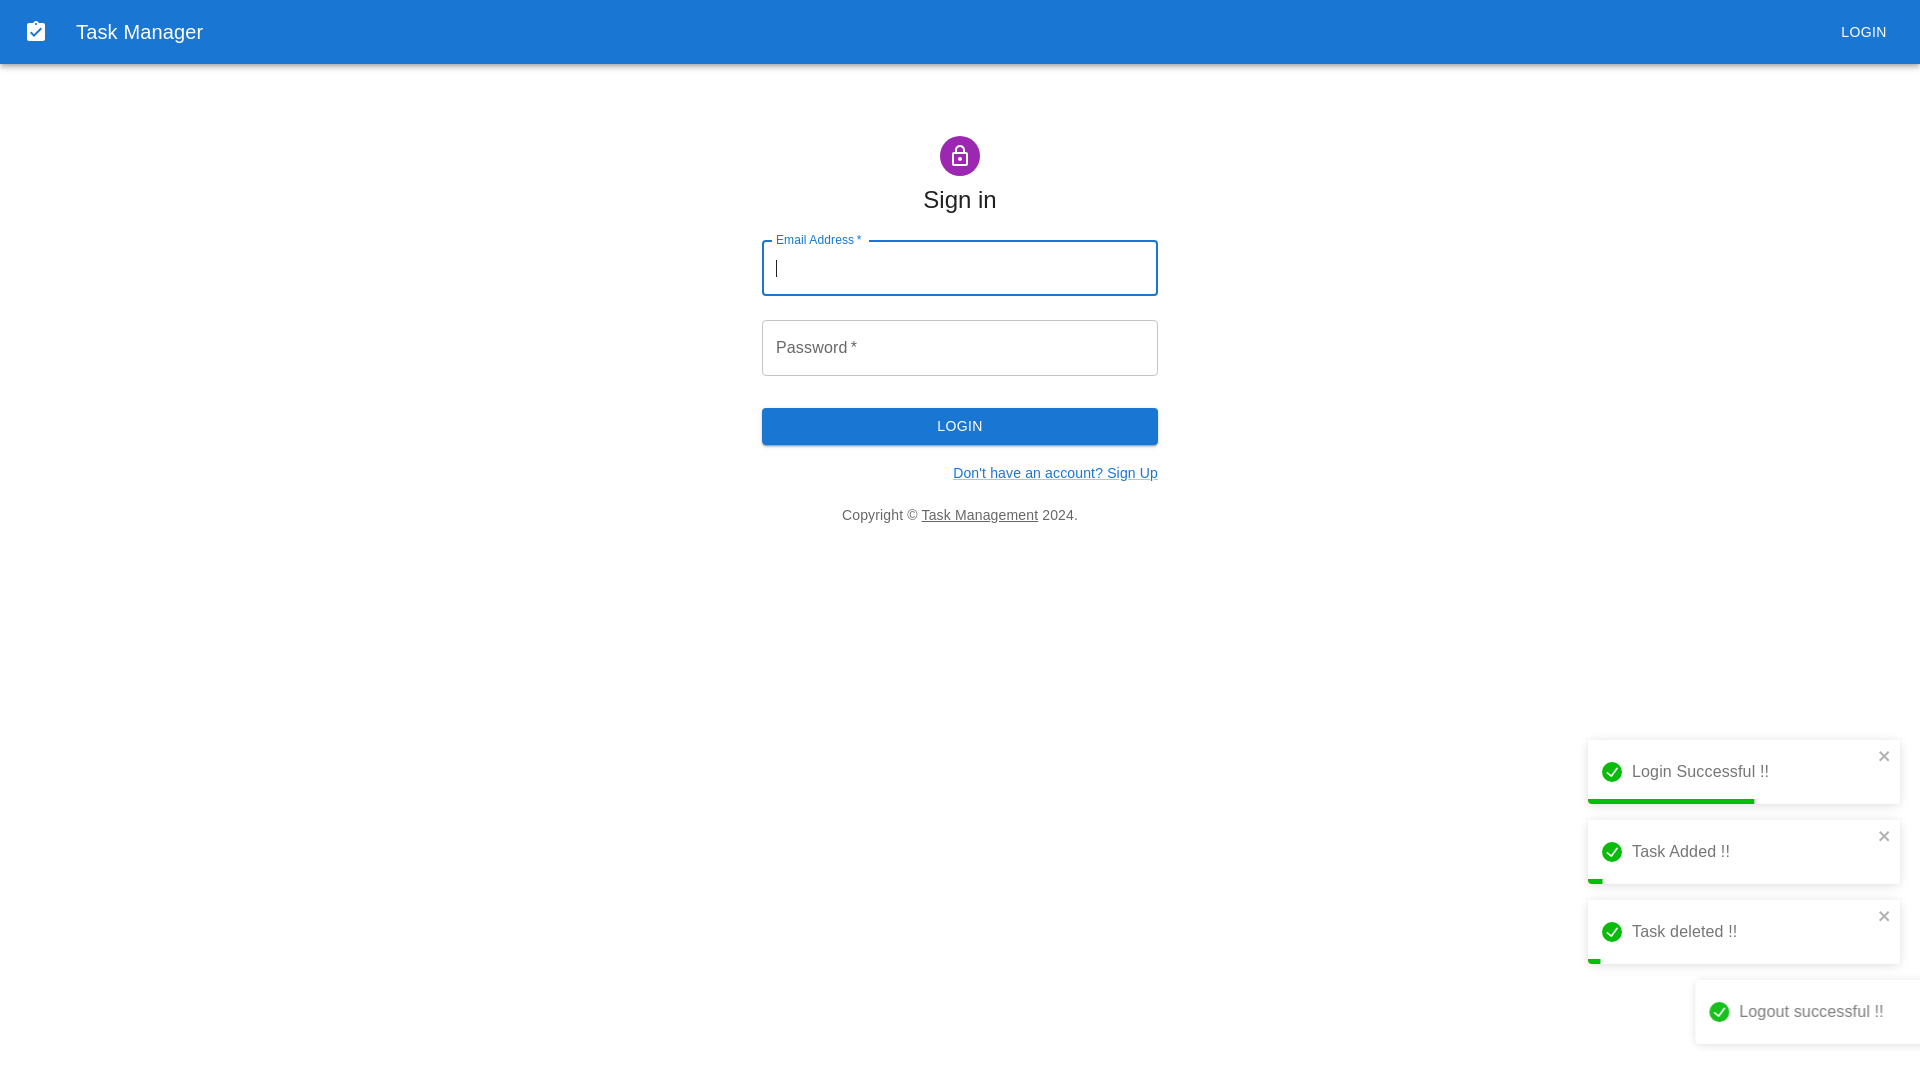 Task Manager
LOGIN
Sign in
Email Address *
Password *
LOGIN
Don't have an account? Sign Up
Copyright © Task Management 2024.
Login Successful !!
Task Added !!
Task deleted !!
Logout successful !!